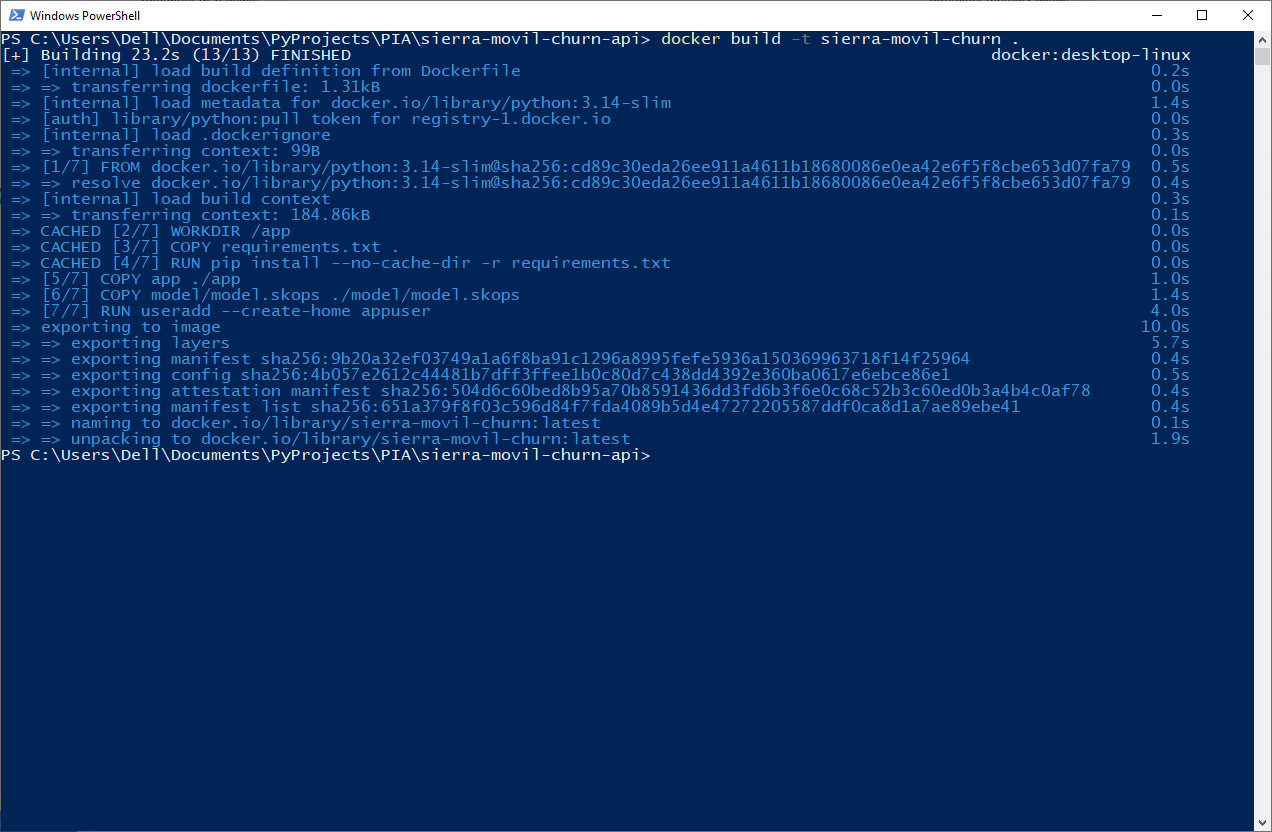 Windows PowerShell
PS C:\Users\Dell\Documents\PyProjects\PIA\sierra-movil-churn-api> docker build -t sierra-movil-churn .
[+] Building 23.2s (13/13) FINISHED docker:desktop-linux
=> [internal] load build definition from Dockerfile 0.2s
=> => transferring dockerfile: 1.31kB 0.0s
=> [internal] load metadata for docker.io/library/python:3.14-slim 1.4s
=> [auth] library/python:pull token for registry-1.docker.io 0.0s
=> [internal] load .dockerignore 0.3s
=> => transferring context: 99B 0.0s
=> [1/7] FROM docker.io/library/python:3.14-slim@sha256:cd89c30eda26ee911a4611b18680086e0ea42e6f5f8cbe653d07fa79 0.5s
=> => resolve docker.io/library/python:3.14-slim@sha256:cd89c30eda26ee911a4611b18680086e0ea42e6f5f8cbe653d07fa79 0.4s
=> [internal] load build context 0.3s
=> => transferring context: 184.86kB 0.1s
=> CACHED [2/7] WORKDIR /app 0.0s
=> CACHED [3/7] COPY requirements.txt . 0.0s
=> CACHED [4/7] RUN pip install --no-cache-dir -r requirements.txt 0.0s
=> [5/7] COPY app ./app 1.0s
=> [6/7] COPY model/model.skops ./model/model.skops 1.4s
=> [7/7] RUN useradd --create-home appuser 4.0s
=> exporting to image 10.0s
=> => exporting layers 5.7s
=> => exporting manifest sha256:9b20a32ef03749a1a6f8ba91c1296a8995fefe5936a150369963718f14f25964 0.4s
=> => exporting config sha256:4b057e2612c44481b7dff3ffee1b0c80d7c438dd4392e360ba0617e6ebce86e1 0.5s
=> => exporting attestation manifest sha256:504d6c60bed8b95a70b8591436dd3fd6b3f6e0c68c52b3c60ed0b3a4b4c0af78 0.4s
=> => exporting manifest list sha256:651a379f8f03c596d84f7fda4089b5d4e47272205587ddf0ca8d1a7ae89ebe41 0.4s
=> => naming to docker.io/library/sierra-movil-churn:latest 0.1s
=> => unpacking to docker.io/library/sierra-movil-churn:latest 1.9s
PS C:\Users\Dell\Documents\PyProjects\PIA\sierra-movil-churn-api>